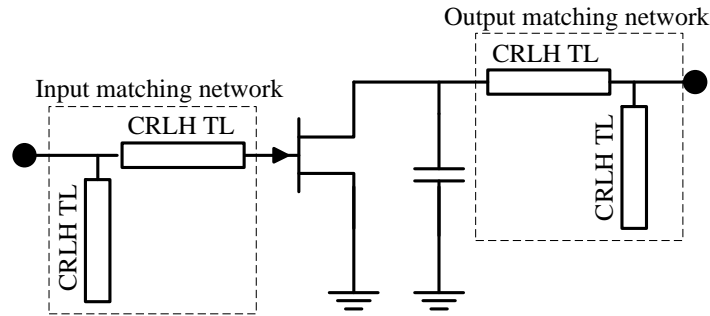 Output matching network
CRLH TL
Input matching network
CRLH TL
CRLH TL
CRLH TL